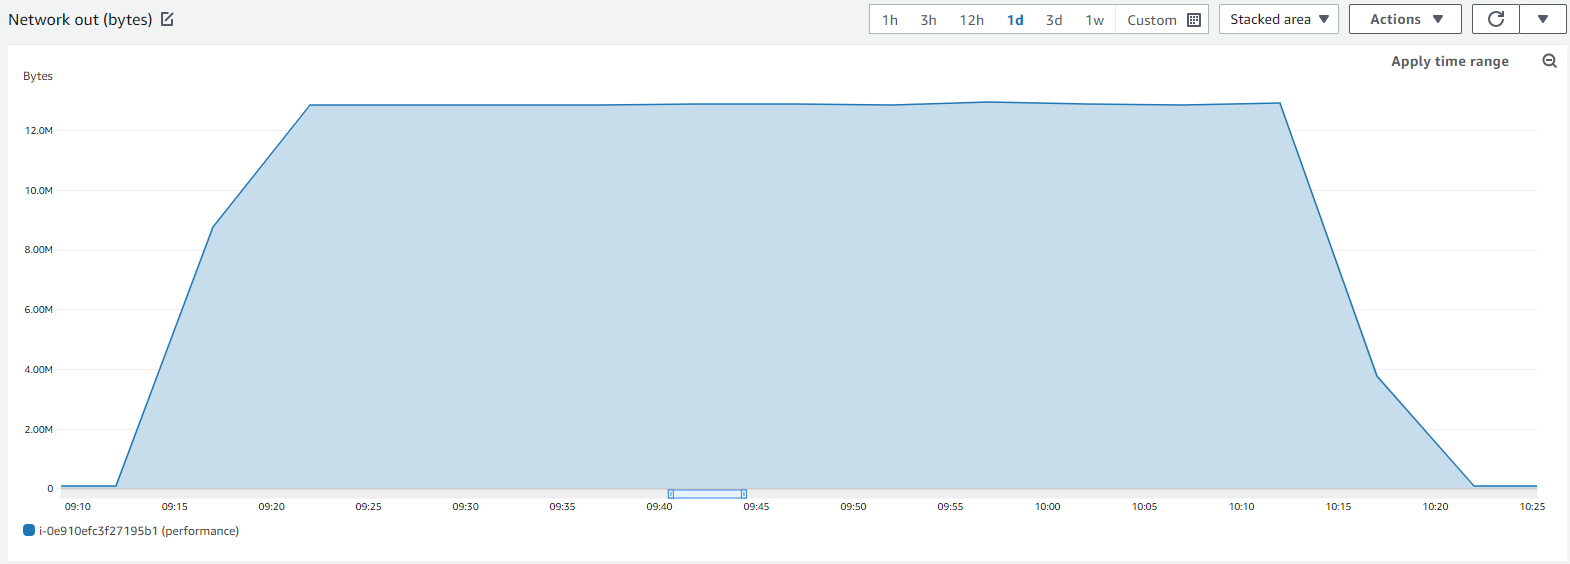 Network out (bytes)
1h 3h 12h 1d 3d 1w Custom
Stacked area
Actions
Apply time range
Bytes
12.0M
10.0M
8.00M
6.00M
4.00M
2.00M
0
09:10 09:15 09:20 09:25 09:30 09:35 09:40 09:45 09:50 09:55 10:00 10:05 10:10 10:15 10:20 10:25
i-0e910efc3f27195b1 (performance)